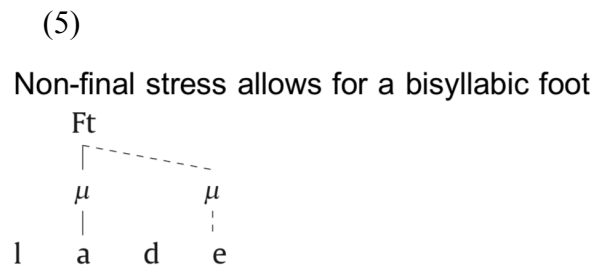 (5)
Non-final stress allows for a bisyllabic foot
Ft
μ μ
l a d e